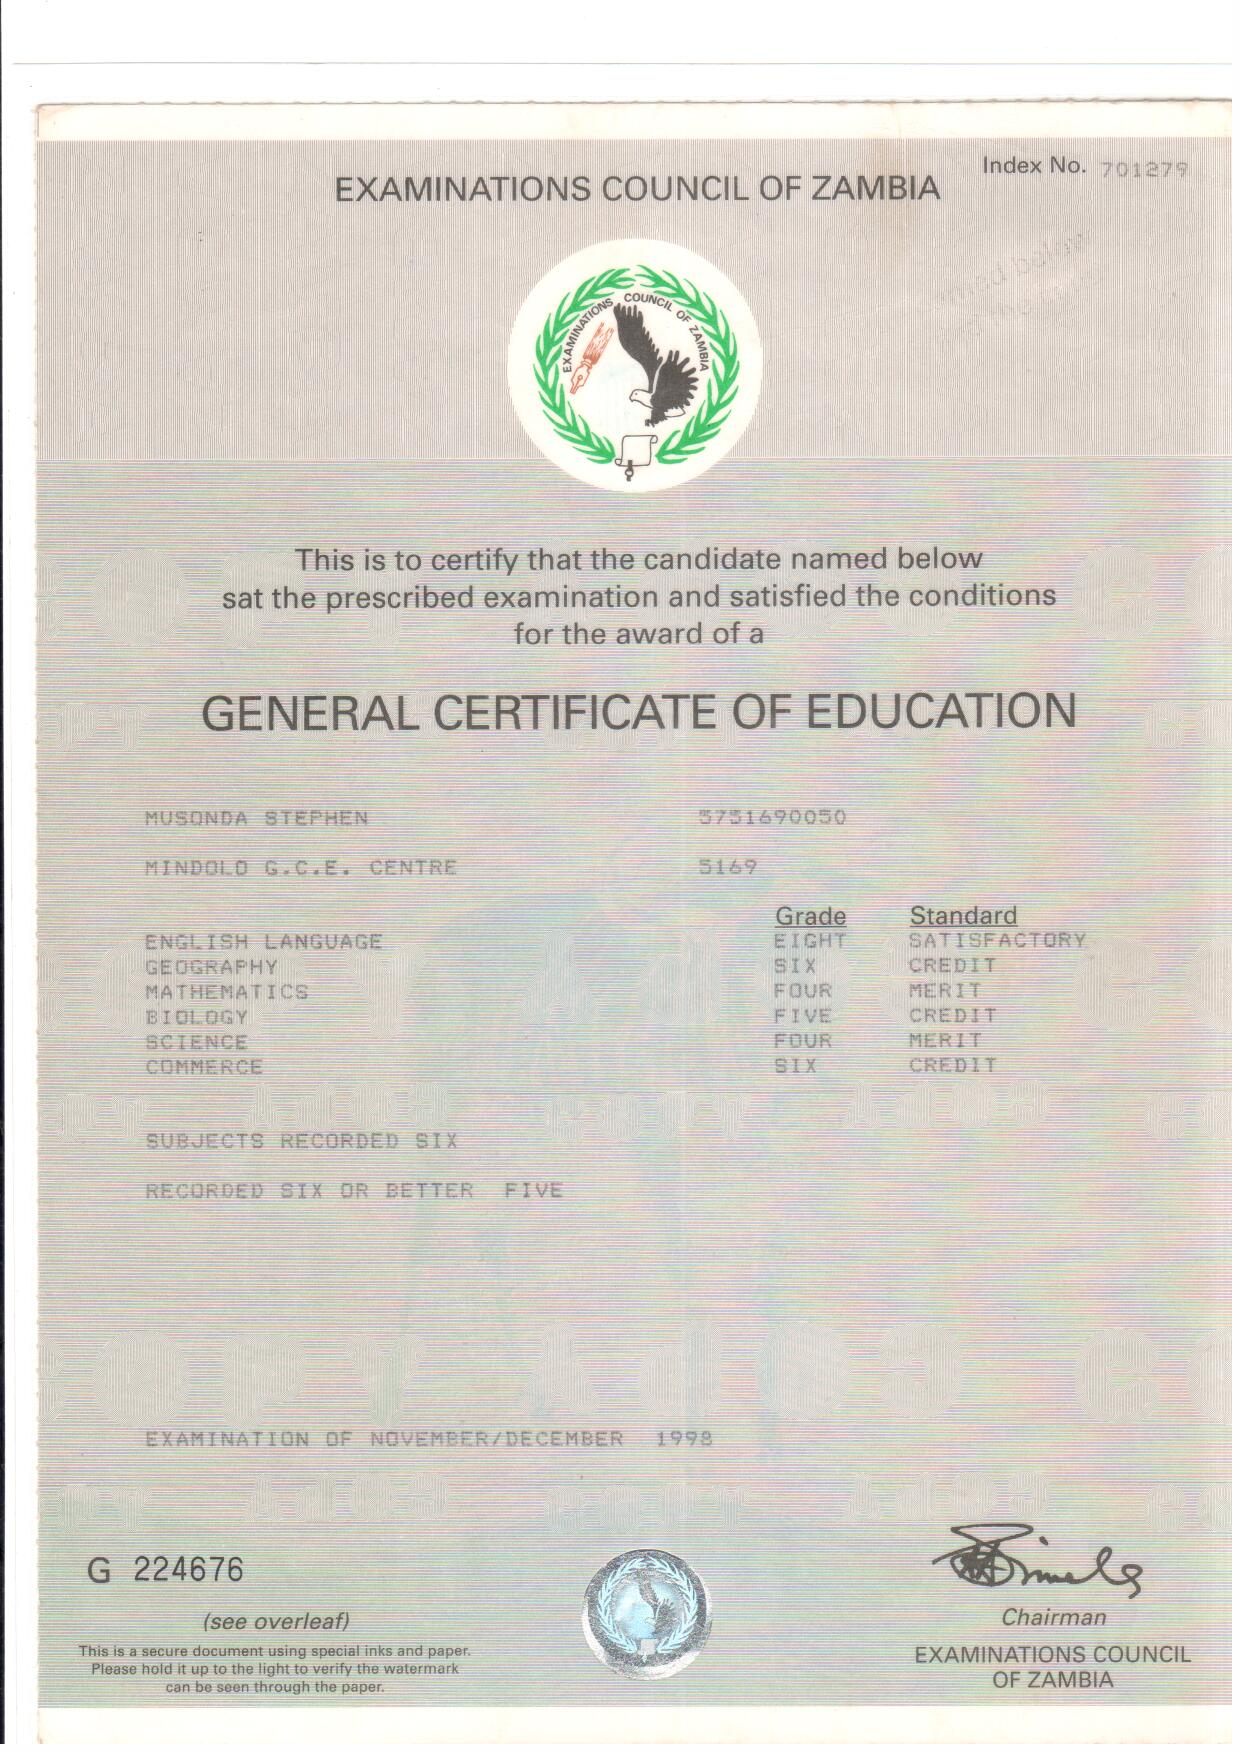 Index No. 701279
EXAMINATIONS COUNCIL OF ZAMBIA
EXAMINATIONS COUNCIL OF ZAMBIA
This is to certify that the candidate named below
sat the prescribed examination and satisfied the conditions
for the award of a
GENERAL CERTIFICATE OF EDUCATION
MUSONDA STEPHEN 5751690050
MINDOLO G.C.E. CENTRE 5169
Grade Standard
ENGLISH LANGUAGE EIGHT SATISFACTORY
GEOGRAPHY SIX CREDIT
MATHEMATICS FOUR MERIT
BIOLOGY FIVE CREDIT
SCIENCE FOUR MERIT
COMMERCE SIX CREDIT
SUBJECTS RECORDED SIX
RECORDED SIX OR BETTER FIVE
EXAMINATION OF NOVEMBER/DECEMBER 1998
G 224676
(see overleaf)
This is a secure document using special inks and paper.
Please hold it up to the light to verify the watermark
can be seen through the paper.
Chairman
EXAMINATIONS COUNCIL
OF ZAMBIA